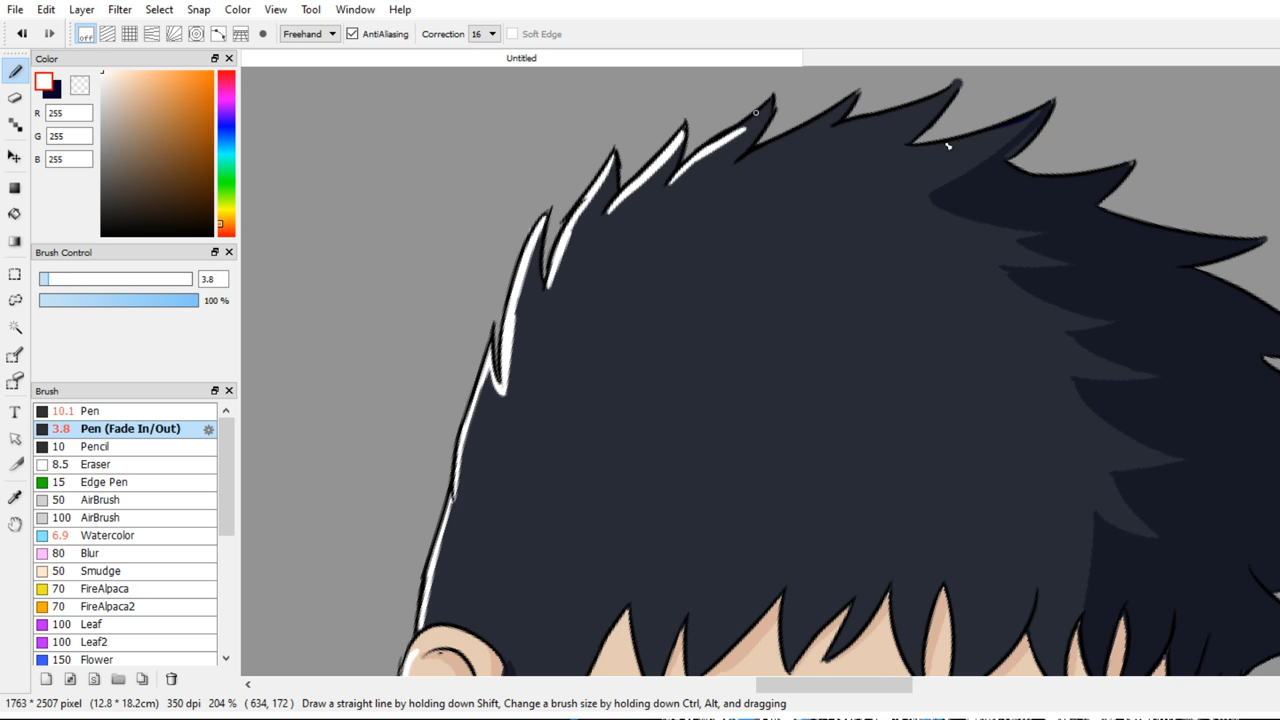 File Edit Layer Filter Select Snap Color View Tool Window Help
off Freehand AntiAliasing Correction 16 Soft Edge
Color
Untitled
R 255
G 255
B 255
Brush Control
3.8
100 %
Brush
10.1 Pen
3.8 Pen (Fade In/Out)
10 Pencil
8.5 Eraser
15 Edge Pen
50 AirBrush
100 AirBrush
6.9 Watercolor
80 Blur
50 Smudge
70 FireAlpaca
70 FireAlpaca2
100 Leaf
100 Leaf2
150 Flower
T
S
1763 * 2507 pixel (12.8 * 18.2cm) 350 dpi 204 % ( 634, 172 ) Draw a straight line by holding down Shift, Change a brush size by holding down Ctrl, Alt, and dragging